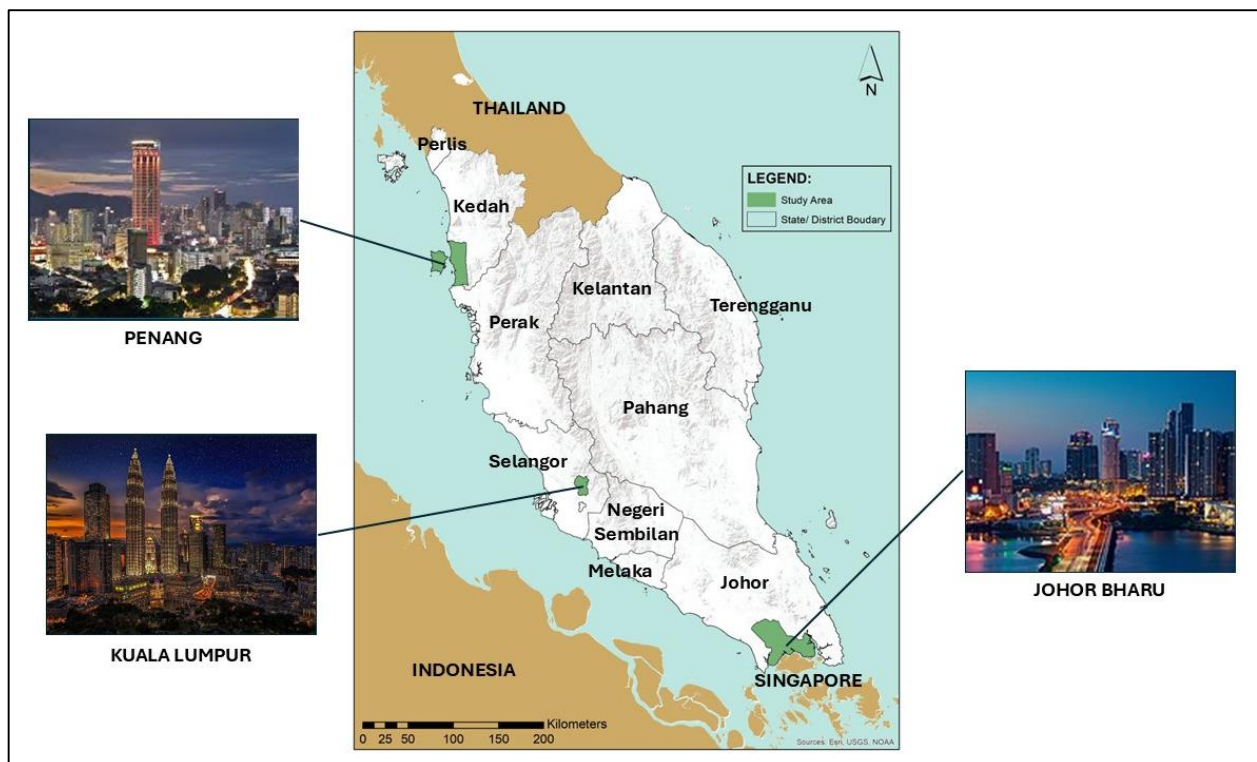 THAILAND
N
Perlis
LEGEND:
Study Area
State/ District Boudary
Kedah
Kelantan
Terengganu
Perak
PENANG
Pahang
Selangor
Negeri
Sembilan
Melaka
Johor
JOHOR BHARU
KUALA LUMPUR
INDONESIA
SINGAPORE
Kilometers
0 25 50 100 150 200
Sources: Esri, USGS, NOAA